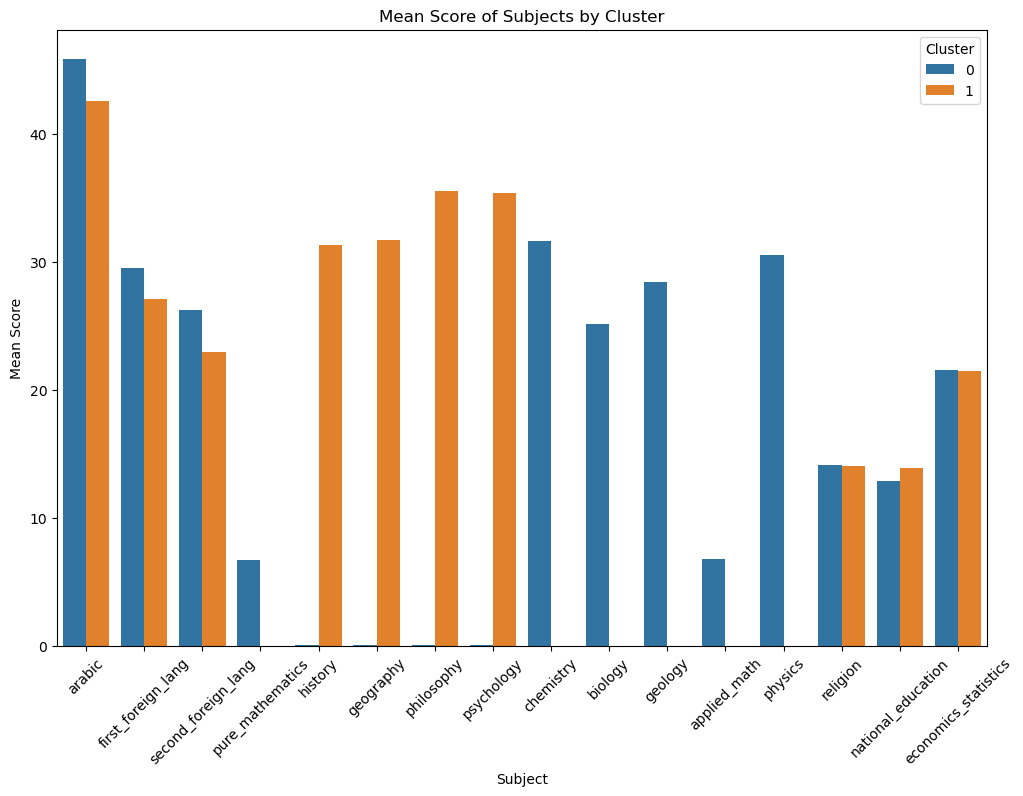 Mean Score of Subjects by Cluster
Cluster
0
1
Mean Score
40
30
20
10
0
arabic
first_foreign_lang
second_foreign_lang
pure_mathematics
history
geography
philosophy
psychology
chemistry
biology
geology
applied_math
physics
religion
national_education
economics_statistics
Subject